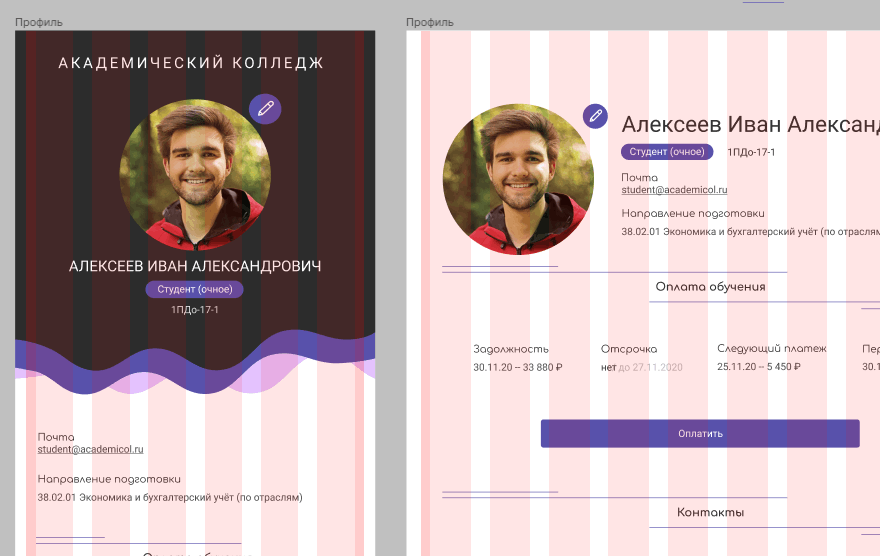 Профиль
АКАДЕМИЧЕСКИЙ КОЛЛЕДЖ
АЛЕКСЕЕВ ИВАН АЛЕКСАНДРОВИЧ
Студент (очное)
1ПДо-17-1
Почта
student@academicol.ru
Направление подготовки
38.02.01 Экономика и бухгалтерский учёт (по отраслям)
Профиль
Алексеев Иван Александ
Студент (очное) 1ПДо-17-1
Почта
student@academicol.ru
Направление подготовки
38.02.01 Экономика и бухгалтерский учёт (по отраслям
Оплата обучения
Задолжность Отсрочка Следующий платеж Пер
30.11.20 – 33 880 ₽ нет до 27.11.2020 25.11.20 – 5 450 ₽ 30.1
Оплатить
Контакты